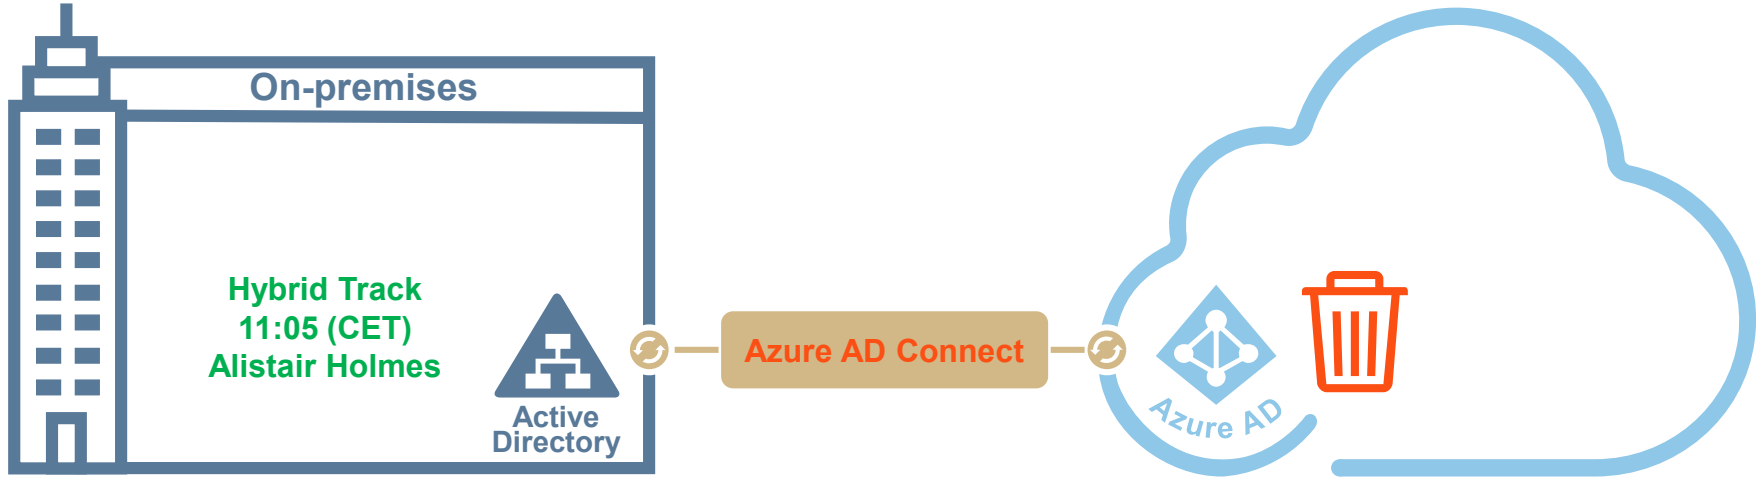 On-premises
Hybrid Track
11:05 (CET)
Alistair Holmes
Active
Directory
Azure AD Connect
Azure AD